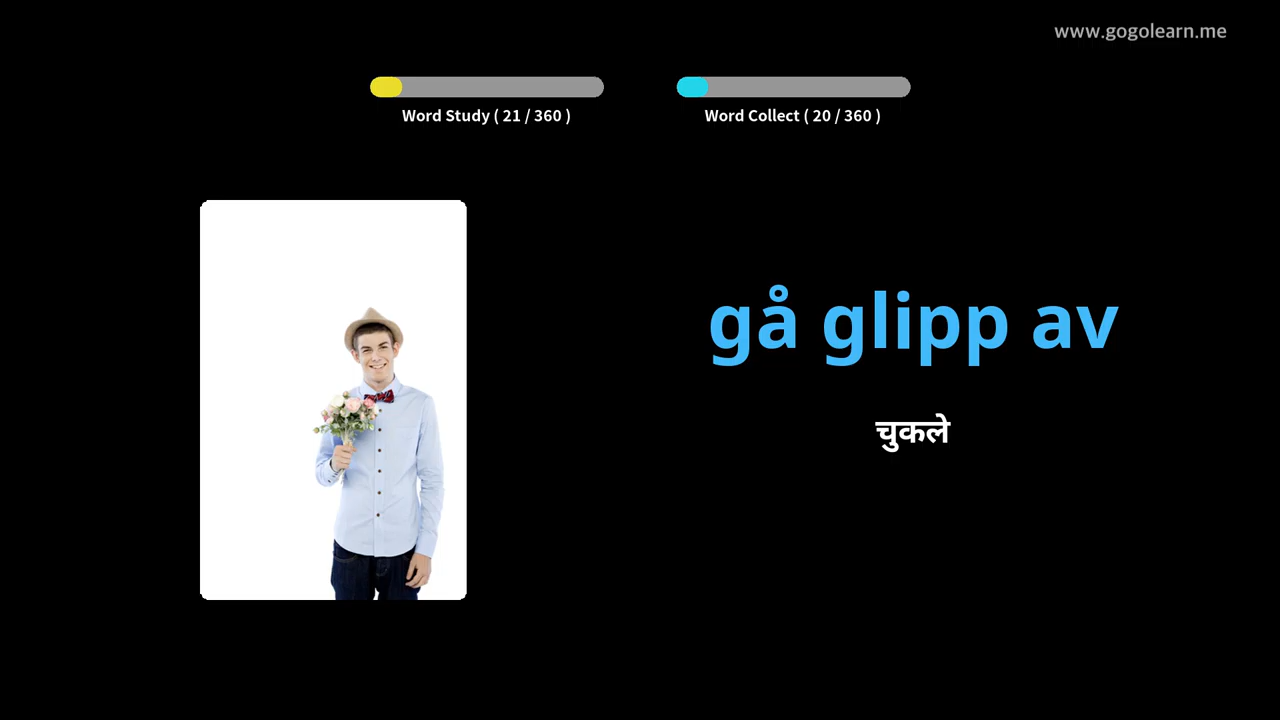 www.gogolearn.me
Word Study ( 21 / 360 )
Word Collect ( 20 / 360 )
gå glipp av
चुकले